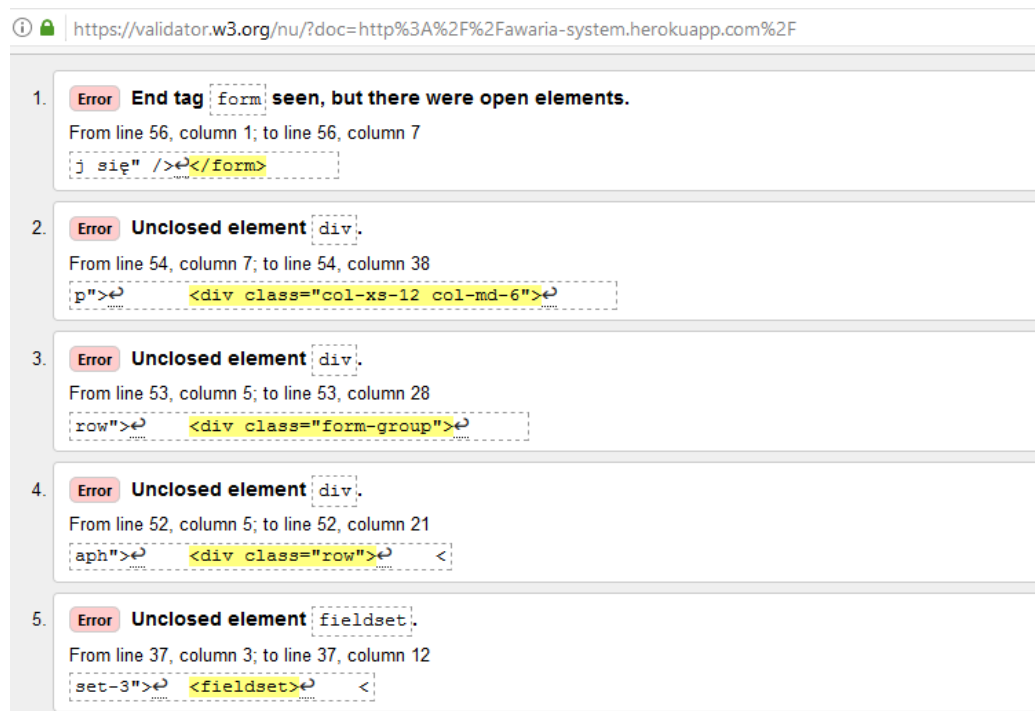 https://validator.w3.org/nu/?doc=http%3A%2F%2Fawaria-system.herokuapp.com%2F
1. Error End tag form seen, but there were open elements.
From line 56, column 1; to line 56, column 7
j się" />↩</form>
2. Error Unclosed element div.
From line 54, column 7; to line 54, column 38
p">↩ <div class="col-xs-12 col-md-6">↩
3. Error Unclosed element div.
From line 53, column 5; to line 53, column 28
row">↩ <div class="form-group">↩
4. Error Unclosed element div.
From line 52, column 5; to line 52, column 21
aph">↩ <div class="row">↩ <
5. Error Unclosed element fieldset.
From line 37, column 3; to line 37, column 12
set-3">↩ <fieldset>↩ <